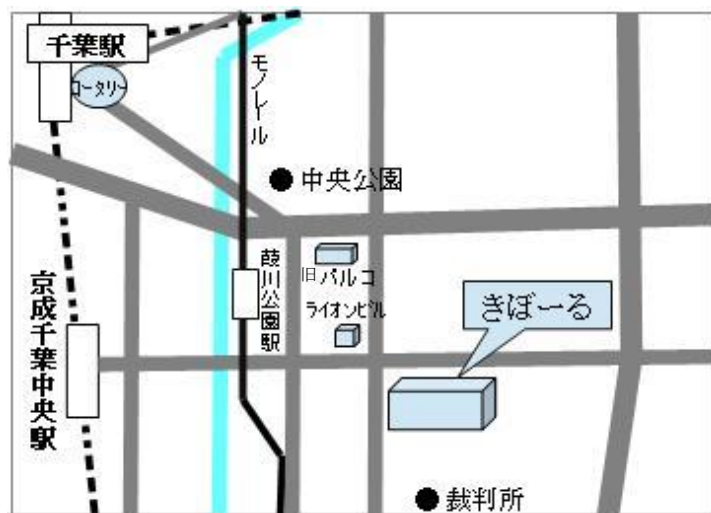 千葉駅
ロータリー
モノレール
中央公園
葭川公園駅
旧パルコ
ライオンビル
きぼーる
京成千葉中央駅
裁判所